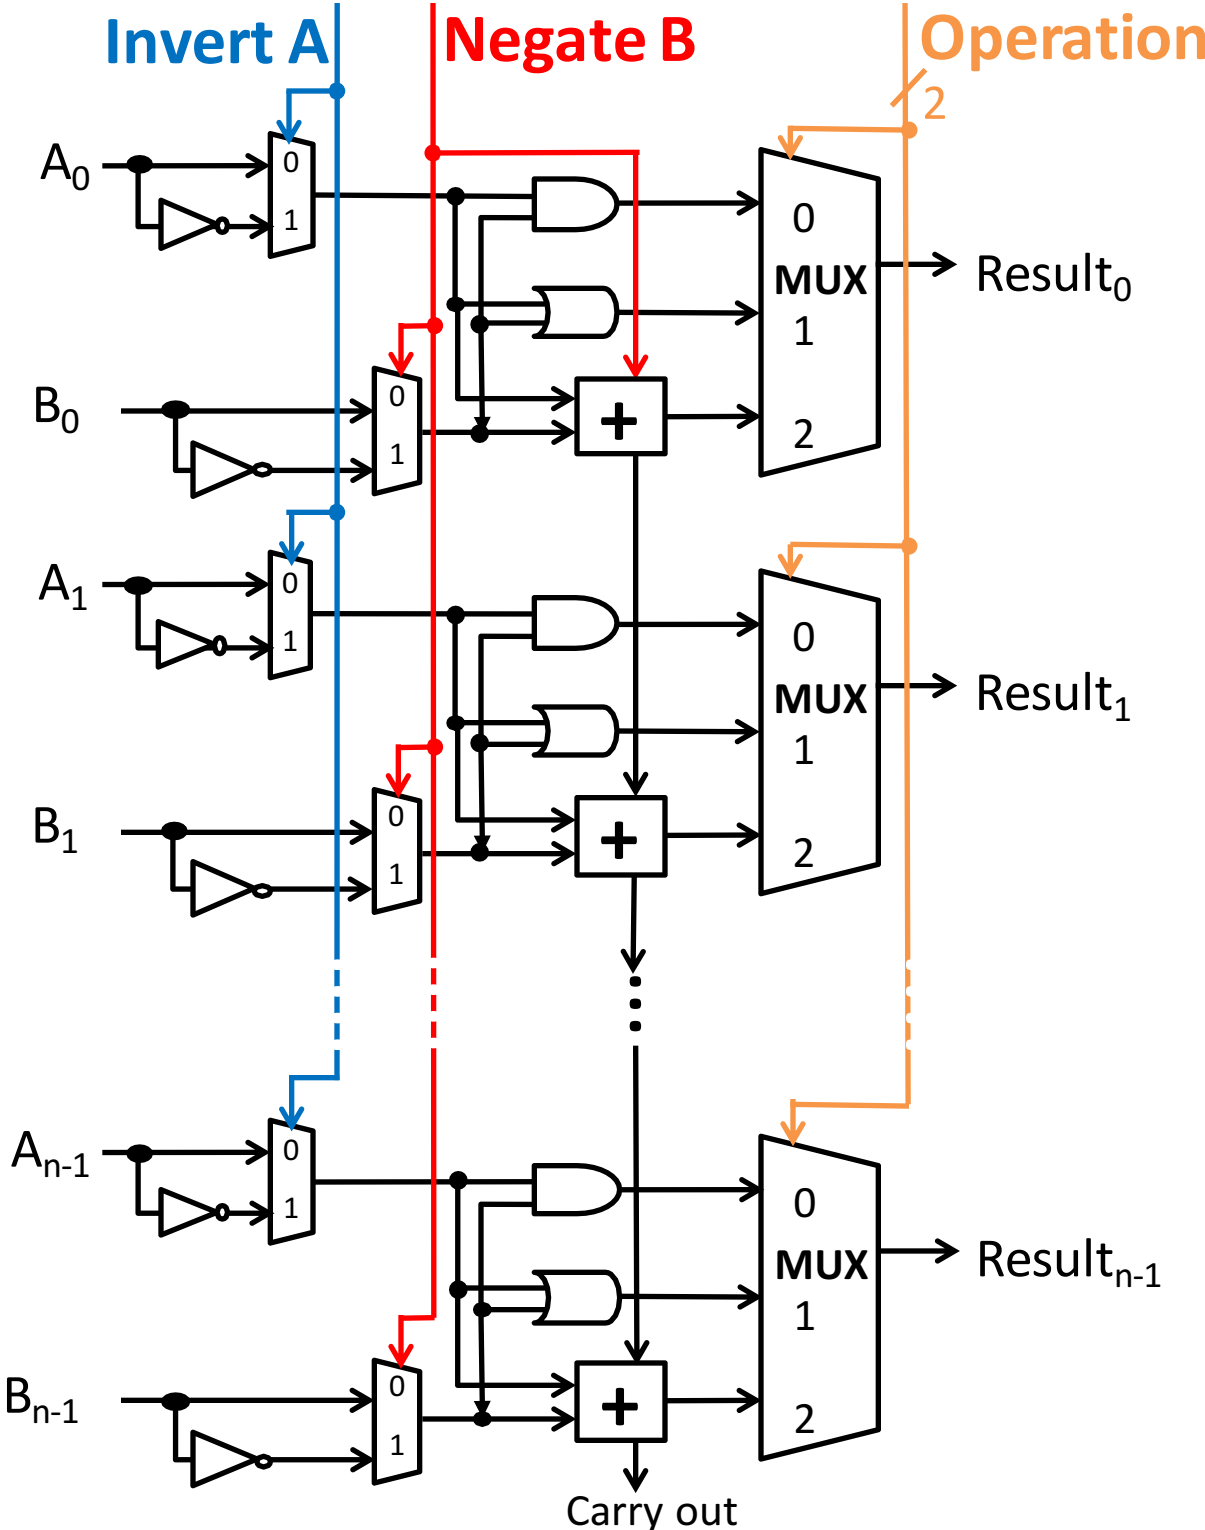 Invert A Negate B Operation
2
A0
0
1
0
MUX
1
2
Result0
B0
0
1
+
A1
0
1
0
MUX
1
2
Result1
B1
0
1
+
An-1
0
1
0
MUX
1
2
Resultn-1
Bn-1
0
1
+
Carry out